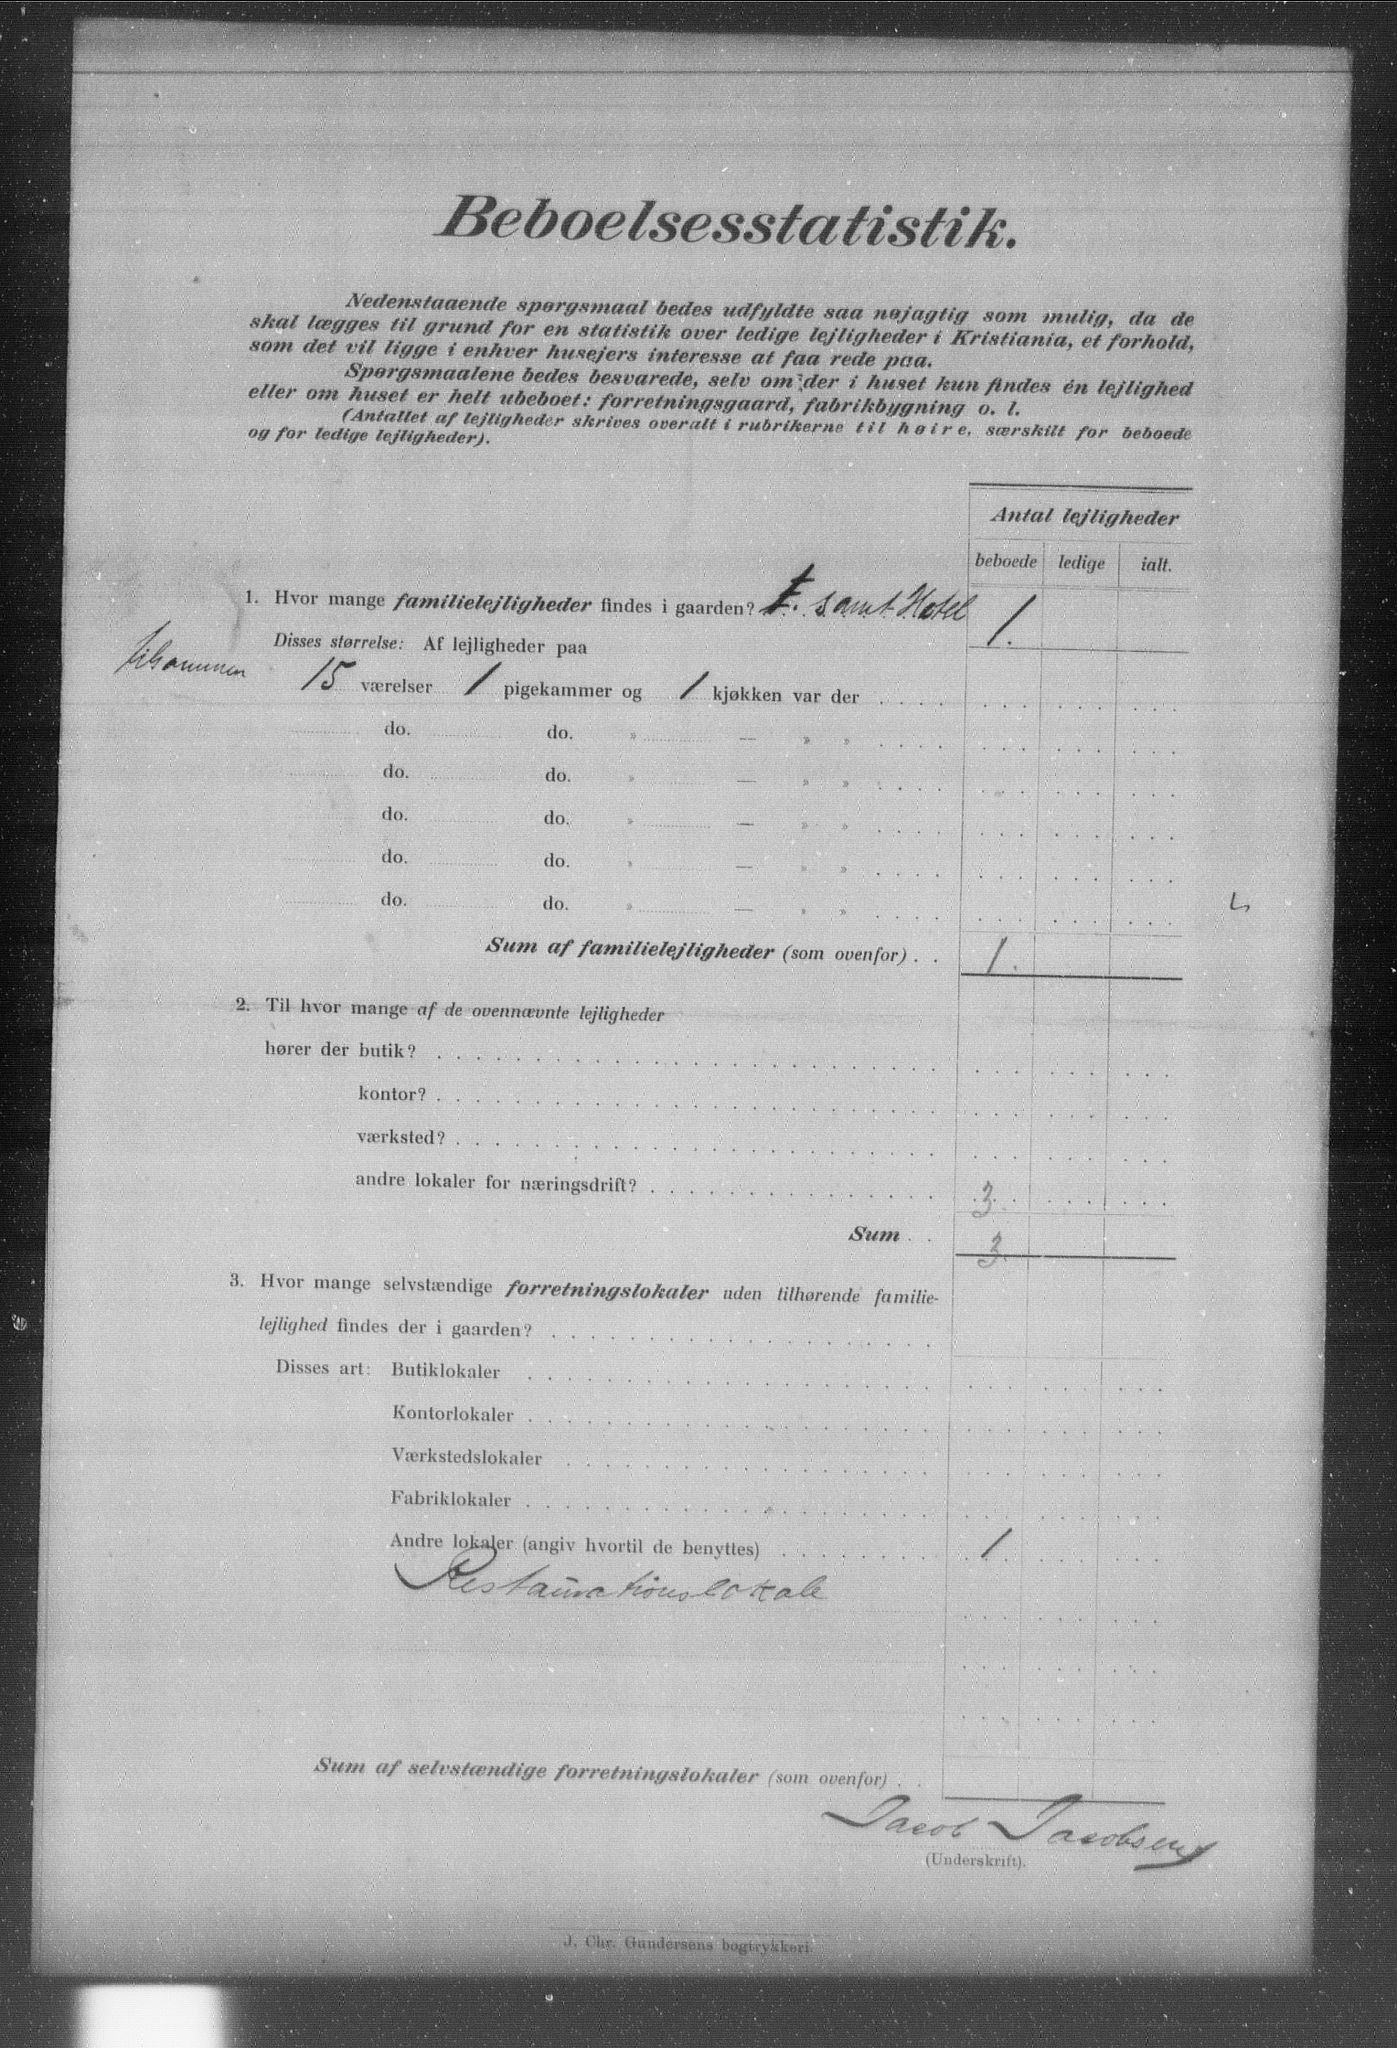 Beboelsesstatistik.
Nedenstaaende spørgsmaal bedes udfyldte saa nøjagtig som mulig, da de
skal lægges til grund for en statistik over ledige lejligheder i Kristiania, et forhold,
som det vil ligge i enhver husejers interesse at faa rede paa.
Spørgsmaalene bedes besvarede, selv om der i huset kun findes én lejlighed
eller om huset er helt ubeboet: forretningsgaard, fabrikbygning o. l.
(Antallet af lejligheder skrives overalt i rubrikerne til høire, særskilt for beboede
og for ledige lejligheder).
Antal lejligheder
beboede ledige ialt.
1. Hvor mange familielejligheder findes i gaarden? 1. samt Hotel 1.
Disses størrelse: Af lejligheder paa
tilsammen 15 værelser 1 pigekammer og 1 kjøkken var der . . . .
do. do. » — » » . . . .
do. do. » — » » . . . .
do. do. » — » » . . . .
do. do. » — » » . . . .
do. do. » — » » . . . .
Sum af familielejligheder (som ovenfor) . . 1.
2. Til hvor mange af de ovennævnte lejligheder
hører der butik?
kontor?
værksted?
andre lokaler for næringsdrift? 3.
Sum . . 3.
3. Hvor mange selvstændige forretningslokaler uden tilhørende familie-
lejlighed findes der i gaarden?
Disses art: Butiklokaler
Kontorlokaler
Værkstedslokaler
Fabriklokaler
Andre lokaler (angiv hvortil de benyttes) 1
Restaurationslokale
Sum af selvstændige forretningslokaler (som ovenfor) . .
Jacob Jacobsen
(Underskrift).
J. Chr. Gundersens bogtrykkeri.